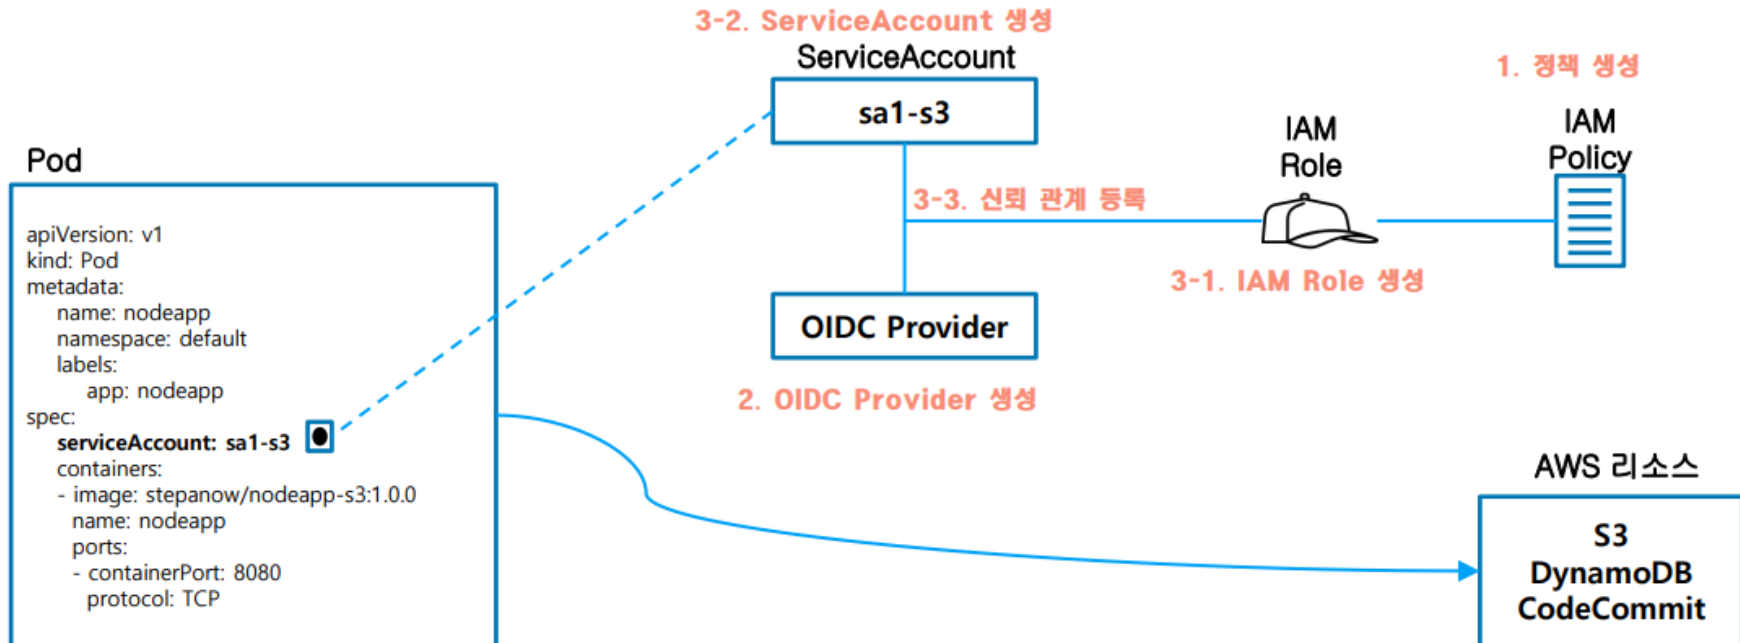 3-2. ServiceAccount 생성
ServiceAccount
sa1-s3
1. 정책 생성
IAM
Role
IAM
Policy
3-3. 신뢰 관계 등록
3-1. IAM Role 생성
OIDC Provider
2. OIDC Provider 생성
Pod
apiVersion: v1
kind: Pod
metadata:
name: nodeapp
namespace: default
labels:
app: nodeapp
spec:
serviceAccount: sa1-s3
containers:
- image: stepanow/nodeapp-s3:1.0.0
name: nodeapp
ports:
- containerPort: 8080
protocol: TCP
AWS 리소스
S3
DynamoDB
CodeCommit